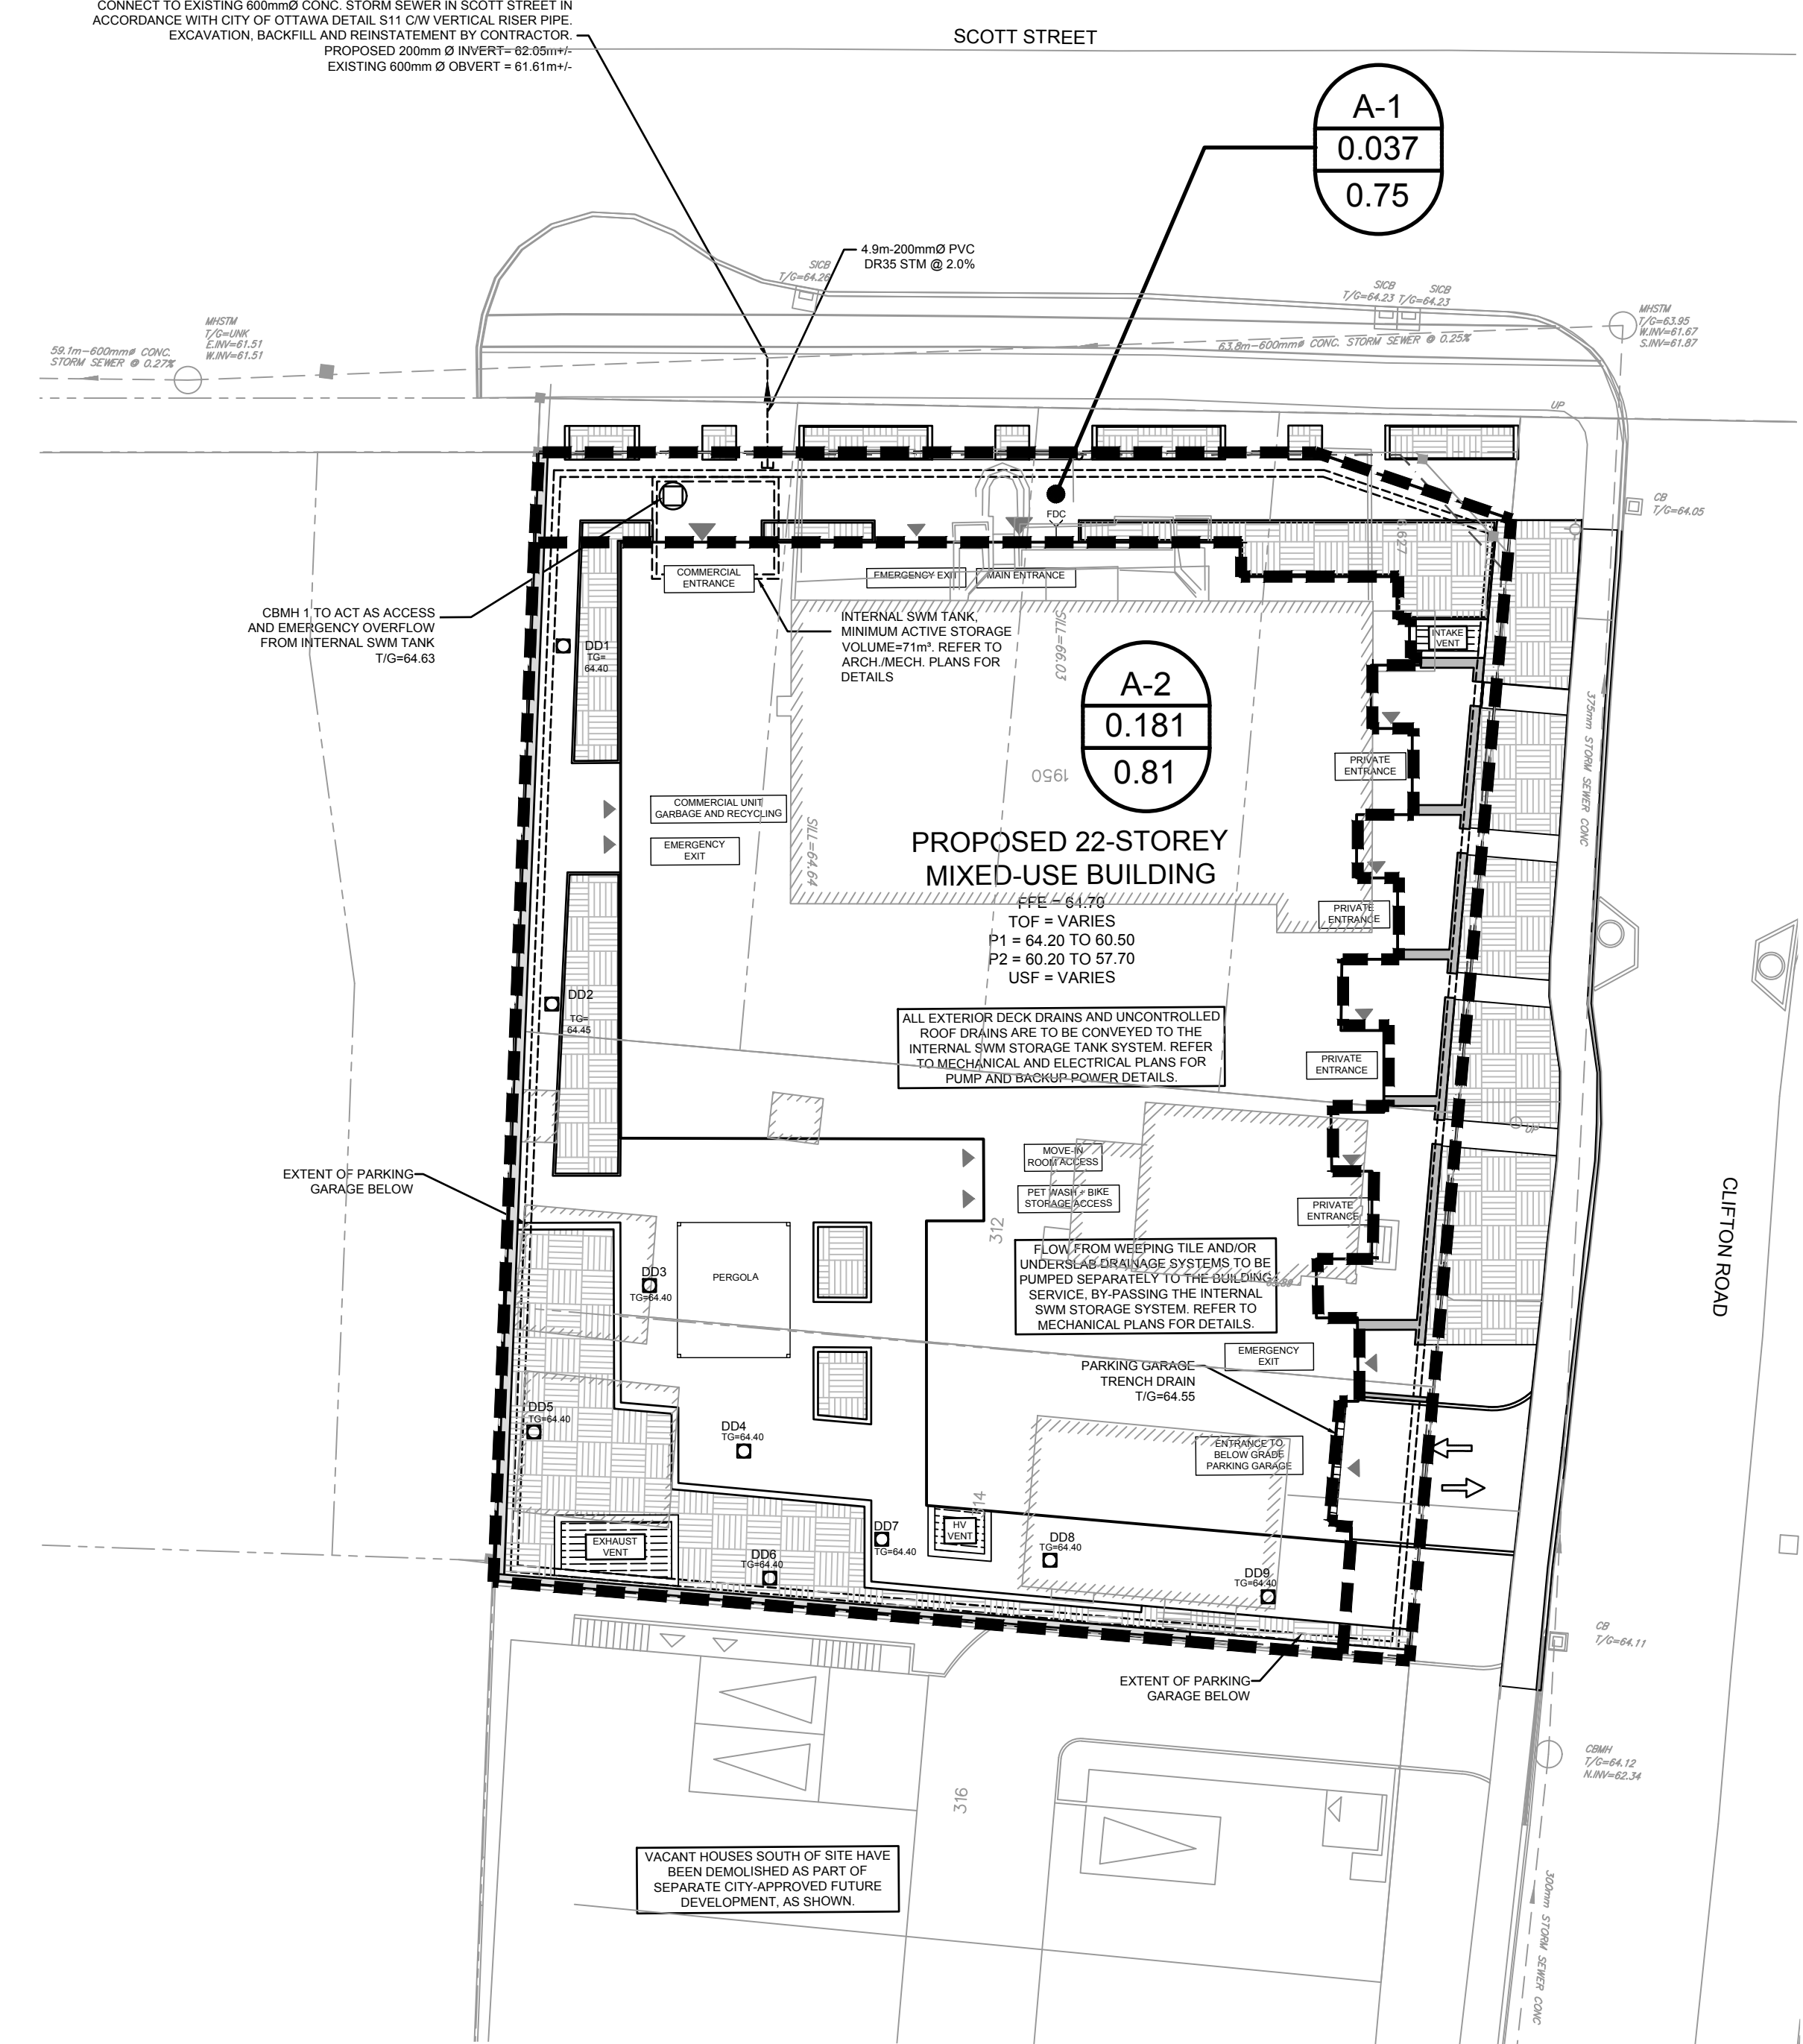 CONNECT TO EXISTING 600mmØ CONC. STORM SEWER IN SCOTT STREET IN
ACCORDANCE WITH CITY OF OTTAWA DETAIL S11 C/W VERTICAL RISER PIPE.
EXCAVATION, BACKFILL AND REINSTATEMENT BY CONTRACTOR.
PROPOSED 200mm Ø INVERT= 62.05m+/-
EXISTING 600mm Ø OBVERT = 61.61m+/-
SCOTT STREET
A-1
0.037
0.75
4.9m-200mmØ PVC
DR35 STM @ 2.0%
SICB
T/G=64.26
SICB
T/G=64.23
SICB
T/G=64.23
MHSTM
T/G=63.95
W.INV=61.67
S.INV=61.87
MHSTM
T/G=UNK
E.INV=61.51
W.INV=61.51
59.1m-600mmø CONC.
STORM SEWER @ 0.27%
63.8m-600mmø CONC. STORM SEWER @ 0.25%
UP
CB
T/G=64.05
FDC
COMMERCIAL
ENTRANCE
EMERGENCY EXIT
MAIN ENTRANCE
CBMH 1 TO ACT AS ACCESS
AND EMERGENCY OVERFLOW
FROM INTERNAL SWM TANK
T/G=64.63
DD1
TG=
64.40
INTERNAL SWM TANK,
MINIMUM ACTIVE STORAGE
VOLUME=71m³. REFER TO
ARCH./MECH. PLANS FOR
DETAILS
SILL=66.03
INTAKE
VENT
A-2
0.181
0.81
1950
375mm STORM SEWER CONC
PRIVATE
ENTRANCE
COMMERCIAL UNIT
GARBAGE AND RECYCLING
EMERGENCY
EXIT
SILL=64.64
PROPOSED 22-STOREY
MIXED-USE BUILDING
FFE = 64.70
TOF = VARIES
P1 = 64.20 TO 60.50
P2 = 60.20 TO 57.70
USF = VARIES
PRIVATE
ENTRANCE
DD2
TG=
64.45
ALL EXTERIOR DECK DRAINS AND UNCONTROLLED
ROOF DRAINS ARE TO BE CONVEYED TO THE
INTERNAL SWM STORAGE TANK SYSTEM. REFER
TO MECHANICAL AND ELECTRICAL PLANS FOR
PUMP AND BACKUP POWER DETAILS.
PRIVATE
ENTRANCE
UP
EXTENT OF PARKING
GARAGE BELOW
MOVE-IN
ROOM ACCESS
PET WASH + BIKE
STORAGE ACCESS
312
PRIVATE
ENTRANCE
CLIFTON ROAD
FLOW FROM WEEPING TILE AND/OR
UNDERSLAB DRAINAGE SYSTEMS TO BE
PUMPED SEPARATELY TO THE BUILDING
SERVICE, BY-PASSING THE INTERNAL
SWM STORAGE SYSTEM. REFER TO
MECHANICAL PLANS FOR DETAILS.
DD3
TG=64.40
PERGOLA
EMERGENCY
EXIT
PARKING GARAGE
TRENCH DRAIN
T/G=64.55
DD5
TG=64.40
DD4
TG=64.40
ENTRANCE TO
BELOW GRADE
PARKING GARAGE
EXHAUST
VENT
DD6
TG=64.40
DD7
TG=64.40
HV
VENT
DD8
TG=64.40
DD9
TG=64.40
CB
T/G=64.11
EXTENT OF PARKING
GARAGE BELOW
CBMH
T/G=64.12
N.INV=62.34
316
VACANT HOUSES SOUTH OF SITE HAVE
BEEN DEMOLISHED AS PART OF
SEPARATE CITY-APPROVED FUTURE
DEVELOPMENT, AS SHOWN.
300mm STORM SEWER CONC